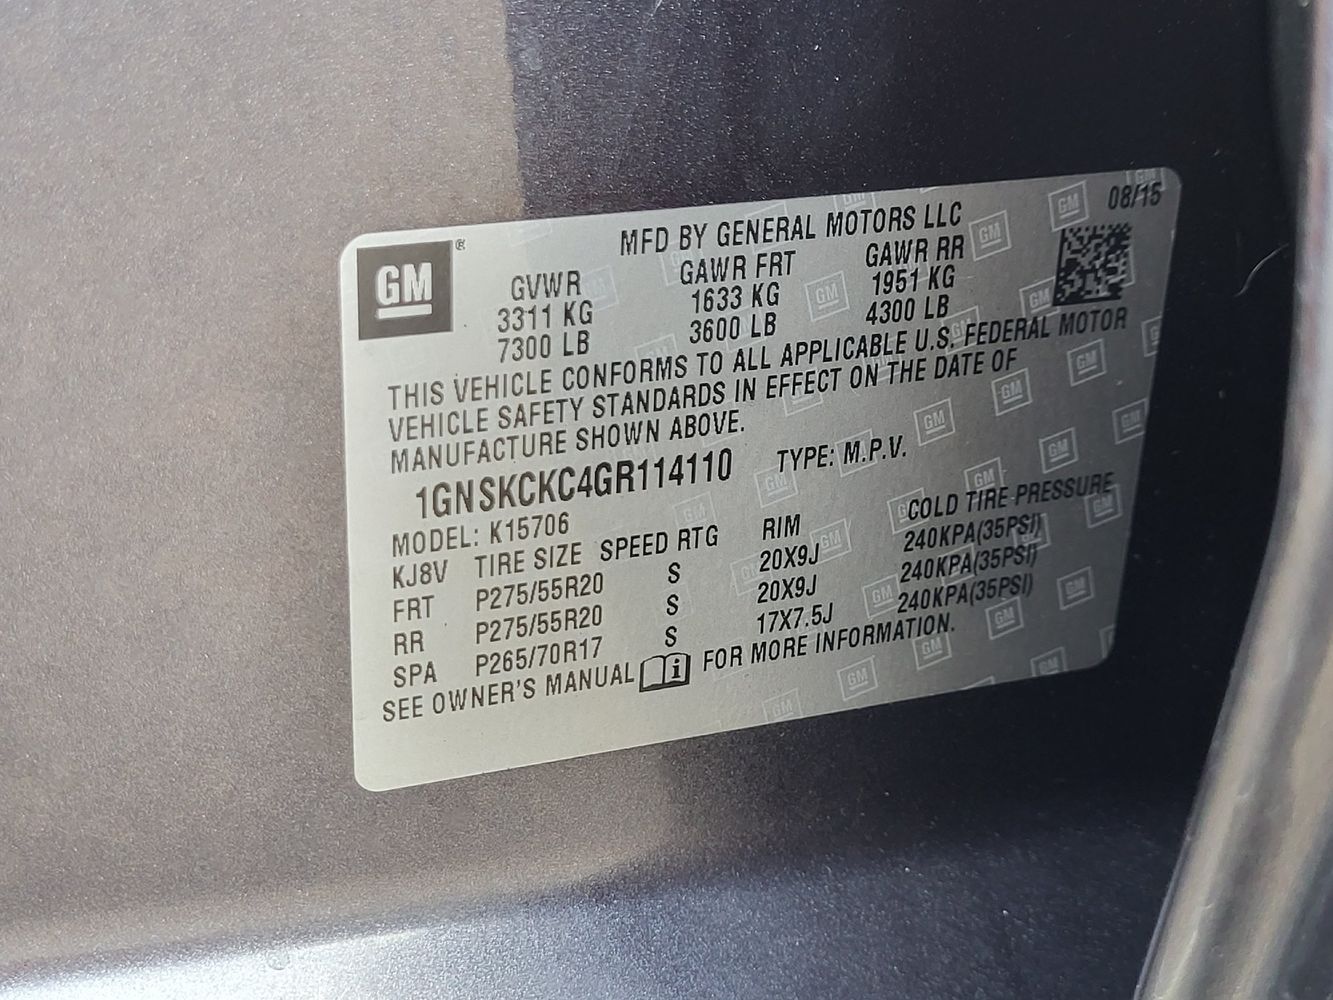 08/15
MFD BY GENERAL MOTORS LLC
GM ®
GVWR GAWR FRT GAWR RR
3311 KG 1633 KG 1951 KG
7300 LB 3600 LB 4300 LB
THIS VEHICLE CONFORMS TO ALL APPLICABLE U.S. FEDERAL MOTOR
VEHICLE SAFETY STANDARDS IN EFFECT ON THE DATE OF
MANUFACTURE SHOWN ABOVE.
1GNSKCKC4GR114110 TYPE: M.P.V.
MODEL: K15706
KJ8V TIRE SIZE SPEED RTG RIM COLD TIRE PRESSURE
FRT P275/55R20 S 20X9J 240KPA(35PSI)
RR P275/55R20 S 20X9J 240KPA(35PSI)
SPA P265/70R17 S 17X7.5J 240KPA(35PSI)
SEE OWNER'S MANUAL i FOR MORE INFORMATION.